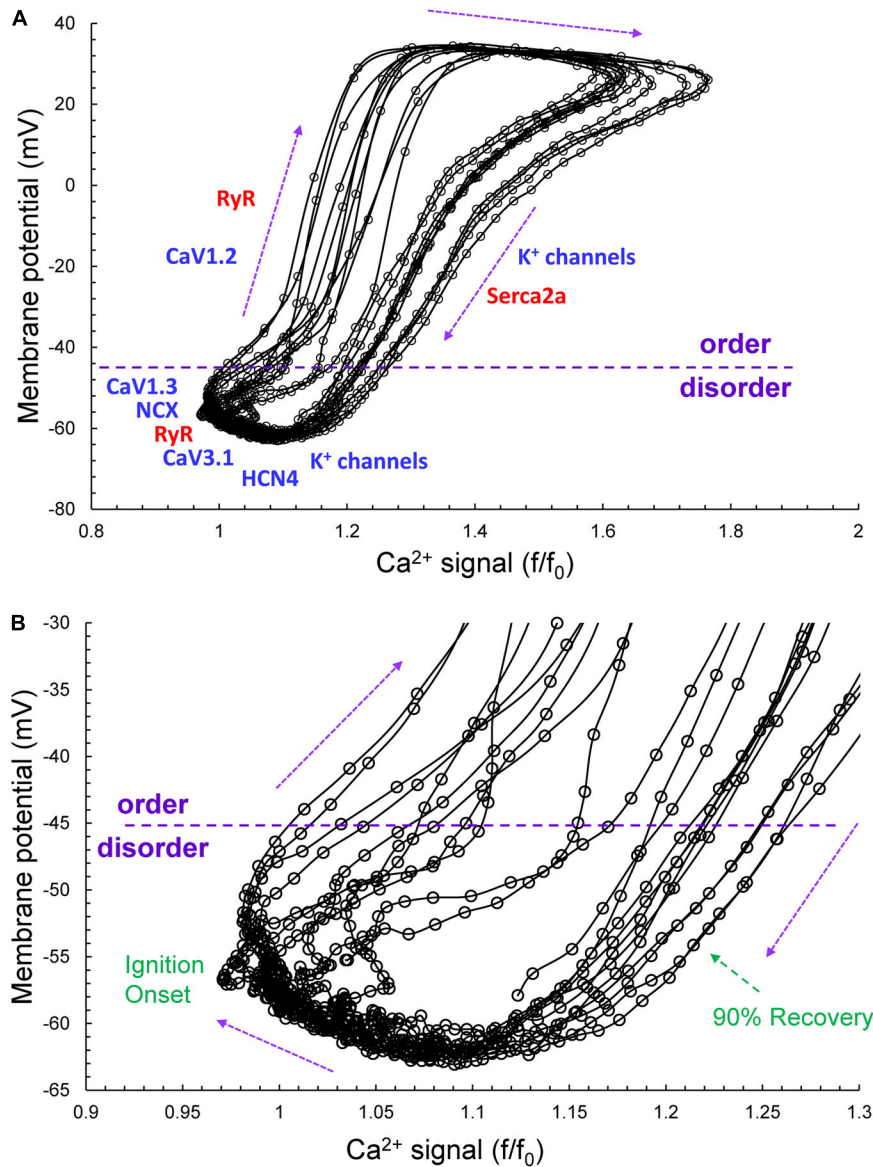 A
Membrane potential (mV)
40
20
0
-20
-40
-60
-80
RyR
CaV1.2
K⁺ channels
Serca2a
order
disorder
CaV1.3
NCX
RyR
CaV3.1
HCN4
K⁺ channels
0.8 1 1.2 1.4 1.6 1.8 2
Ca²⁺ signal (f/f₀)
B
Membrane potential (mV)
-30
-35
-40
-45
-50
-55
-60
-65
order
disorder
Ignition
Onset
90% Recovery
0.9 0.95 1 1.05 1.1 1.15 1.2 1.25 1.3
Ca²⁺ signal (f/f₀)